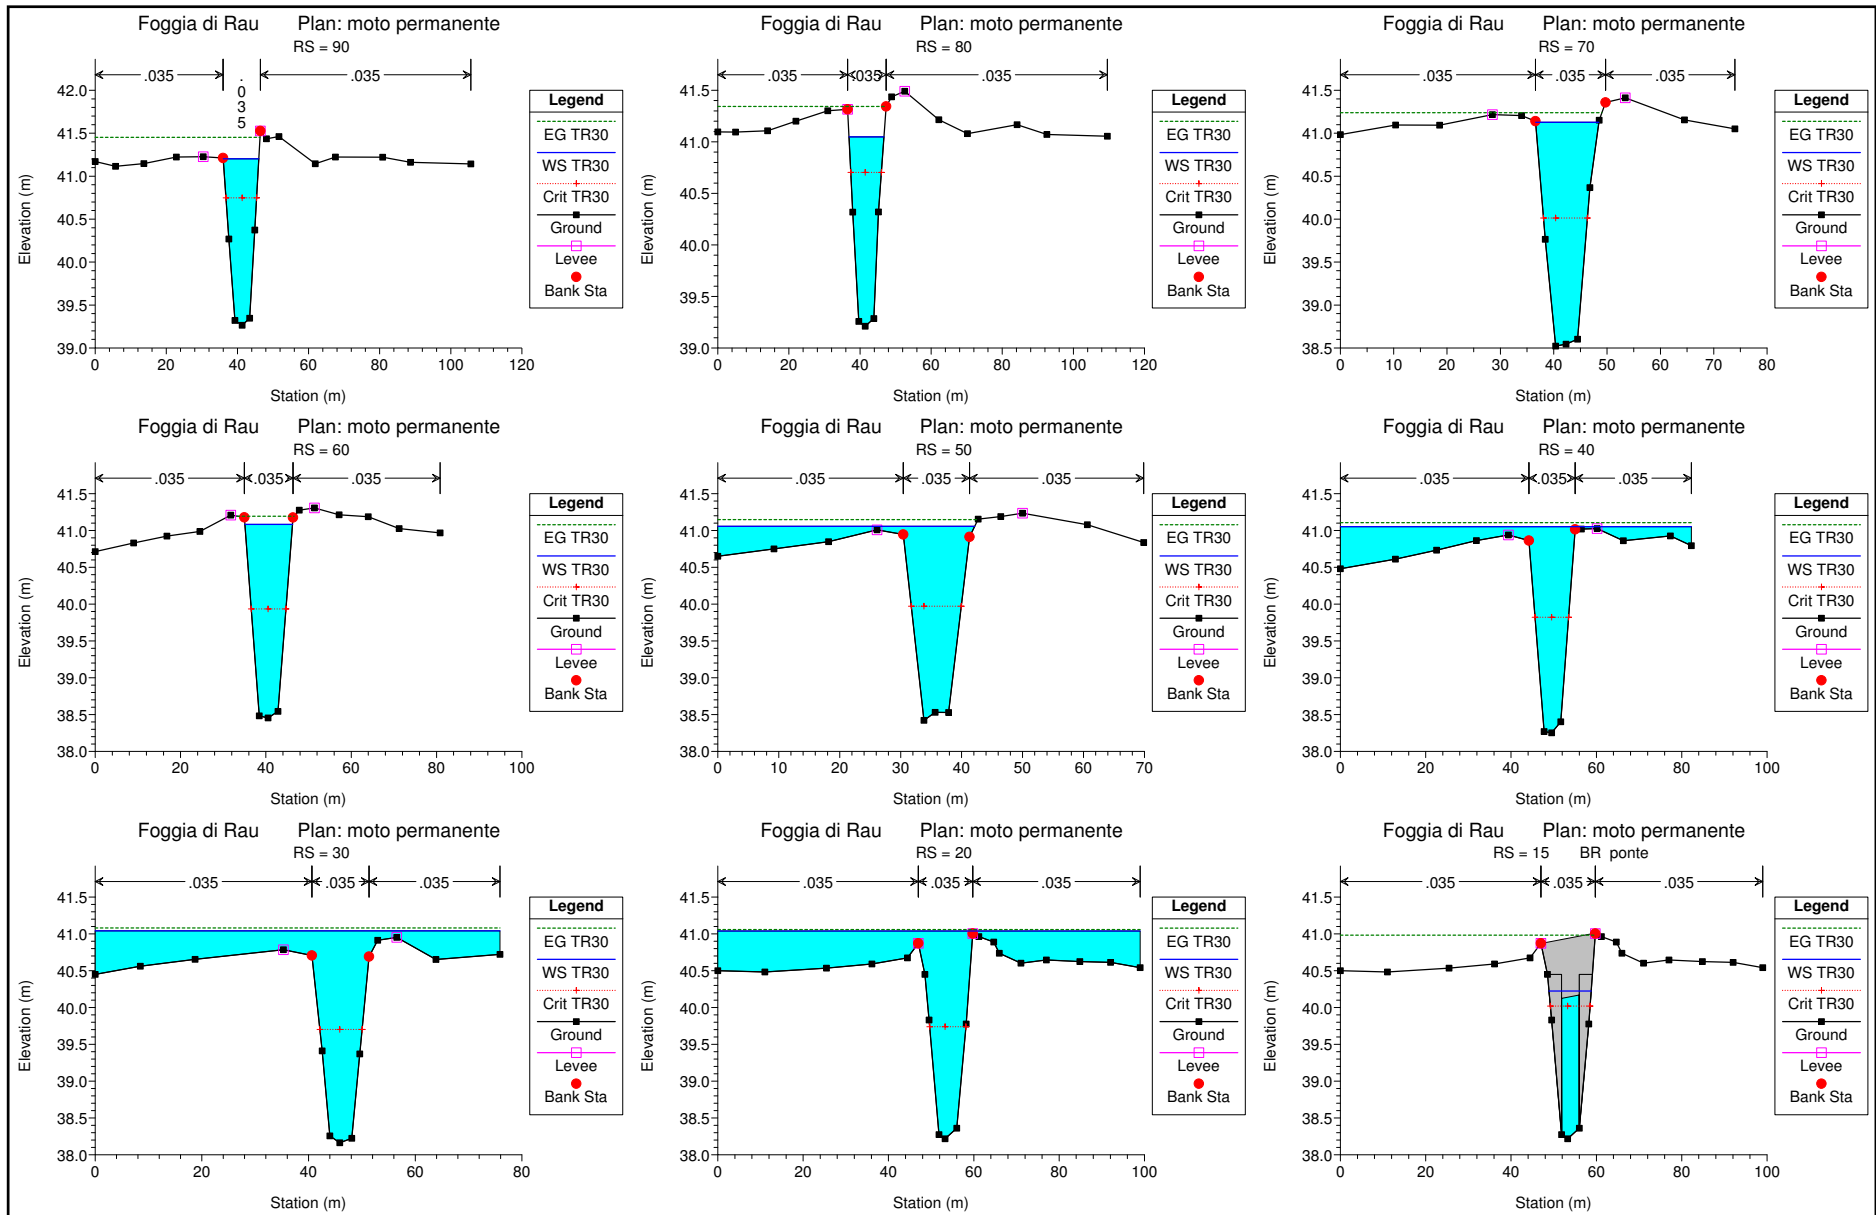 Foggia di Rau Plan: moto permanente
RS = 90
.035 .035 .035
Elevation (m)
42.0
41.5
41.0
40.5
40.0
39.5
39.0
0 20 40 60 80 100 120
Station (m)
Legend
EG TR30
WS TR30
Crit TR30
Ground
Levee
Bank Sta
Foggia di Rau Plan: moto permanente
RS = 80
.035 .035 .035
Elevation (m)
41.5
41.0
40.5
40.0
39.5
39.0
0 20 40 60 80 100 120
Station (m)
Legend
EG TR30
WS TR30
Crit TR30
Ground
Levee
Bank Sta
Foggia di Rau Plan: moto permanente
RS = 70
.035 .035 .035
Elevation (m)
41.5
41.0
40.5
40.0
39.5
39.0
38.5
0 10 20 30 40 50 60 70 80
Station (m)
Legend
EG TR30
WS TR30
Crit TR30
Ground
Levee
Bank Sta
Foggia di Rau Plan: moto permanente
RS = 60
.035 .035 .035
Elevation (m)
41.5
41.0
40.5
40.0
39.5
39.0
38.5
38.0
0 20 40 60 80 100
Station (m)
Legend
EG TR30
WS TR30
Crit TR30
Ground
Levee
Bank Sta
Foggia di Rau Plan: moto permanente
RS = 50
.035 .035 .035
Elevation (m)
41.5
41.0
40.5
40.0
39.5
39.0
38.5
38.0
0 10 20 30 40 50 60 70
Station (m)
Legend
EG TR30
WS TR30
Crit TR30
Ground
Levee
Bank Sta
Foggia di Rau Plan: moto permanente
RS = 40
.035 .035 .035
Elevation (m)
41.5
41.0
40.5
40.0
39.5
39.0
38.5
38.0
0 20 40 60 80 100
Station (m)
Legend
EG TR30
WS TR30
Crit TR30
Ground
Levee
Bank Sta
Foggia di Rau Plan: moto permanente
RS = 30
.035 .035 .035
Elevation (m)
41.5
41.0
40.5
40.0
39.5
39.0
38.5
38.0
0 20 40 60 80
Station (m)
Legend
EG TR30
WS TR30
Crit TR30
Ground
Levee
Bank Sta
Foggia di Rau Plan: moto permanente
RS = 20
.035 .035 .035
Elevation (m)
41.5
41.0
40.5
40.0
39.5
39.0
38.5
38.0
0 20 40 60 80 100
Station (m)
Legend
EG TR30
WS TR30
Crit TR30
Ground
Levee
Bank Sta
Foggia di Rau Plan: moto permanente
RS = 15 BR ponte
.035 .035 .035
Elevation (m)
41.5
41.0
40.5
40.0
39.5
39.0
38.5
38.0
0 20 40 60 80 100
Station (m)
Legend
EG TR30
WS TR30
Crit TR30
Ground
Levee
Bank Sta